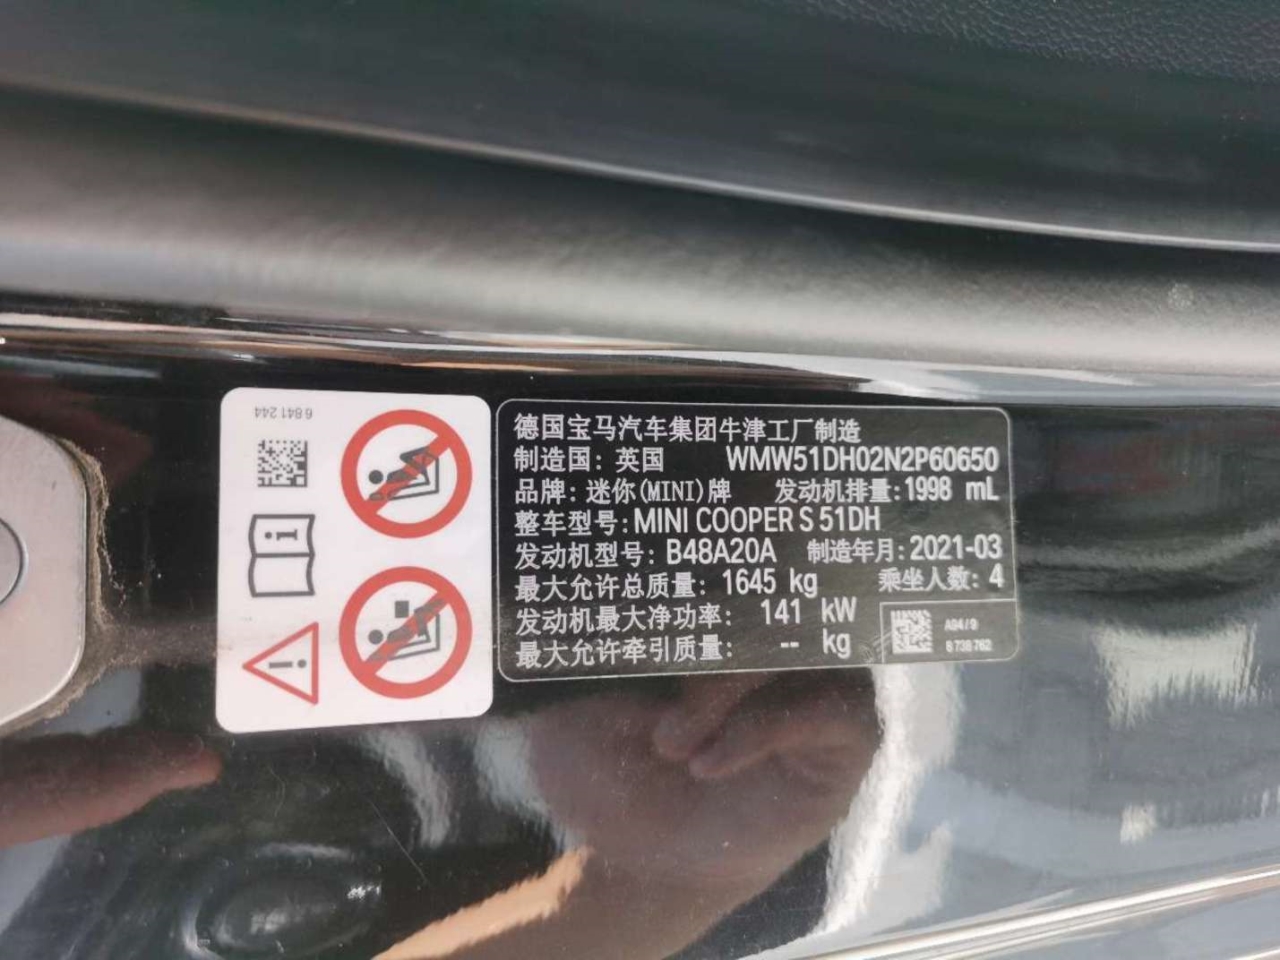 6 841 244
德国宝马汽车集团牛津工厂制造
制造国：英国 WMW51DH02N2P60650
品牌：迷你(MINI)牌 发动机排量：1998 mL
整车型号：MINI COOPER S 51DH
发动机型号：B48A20A 制造年月：2021-03
最大允许总质量：1645 kg 乘坐人数：4
发动机最大净功率：141 kW
最大允许牵引质量：-- kg
A94/9
8 738 762